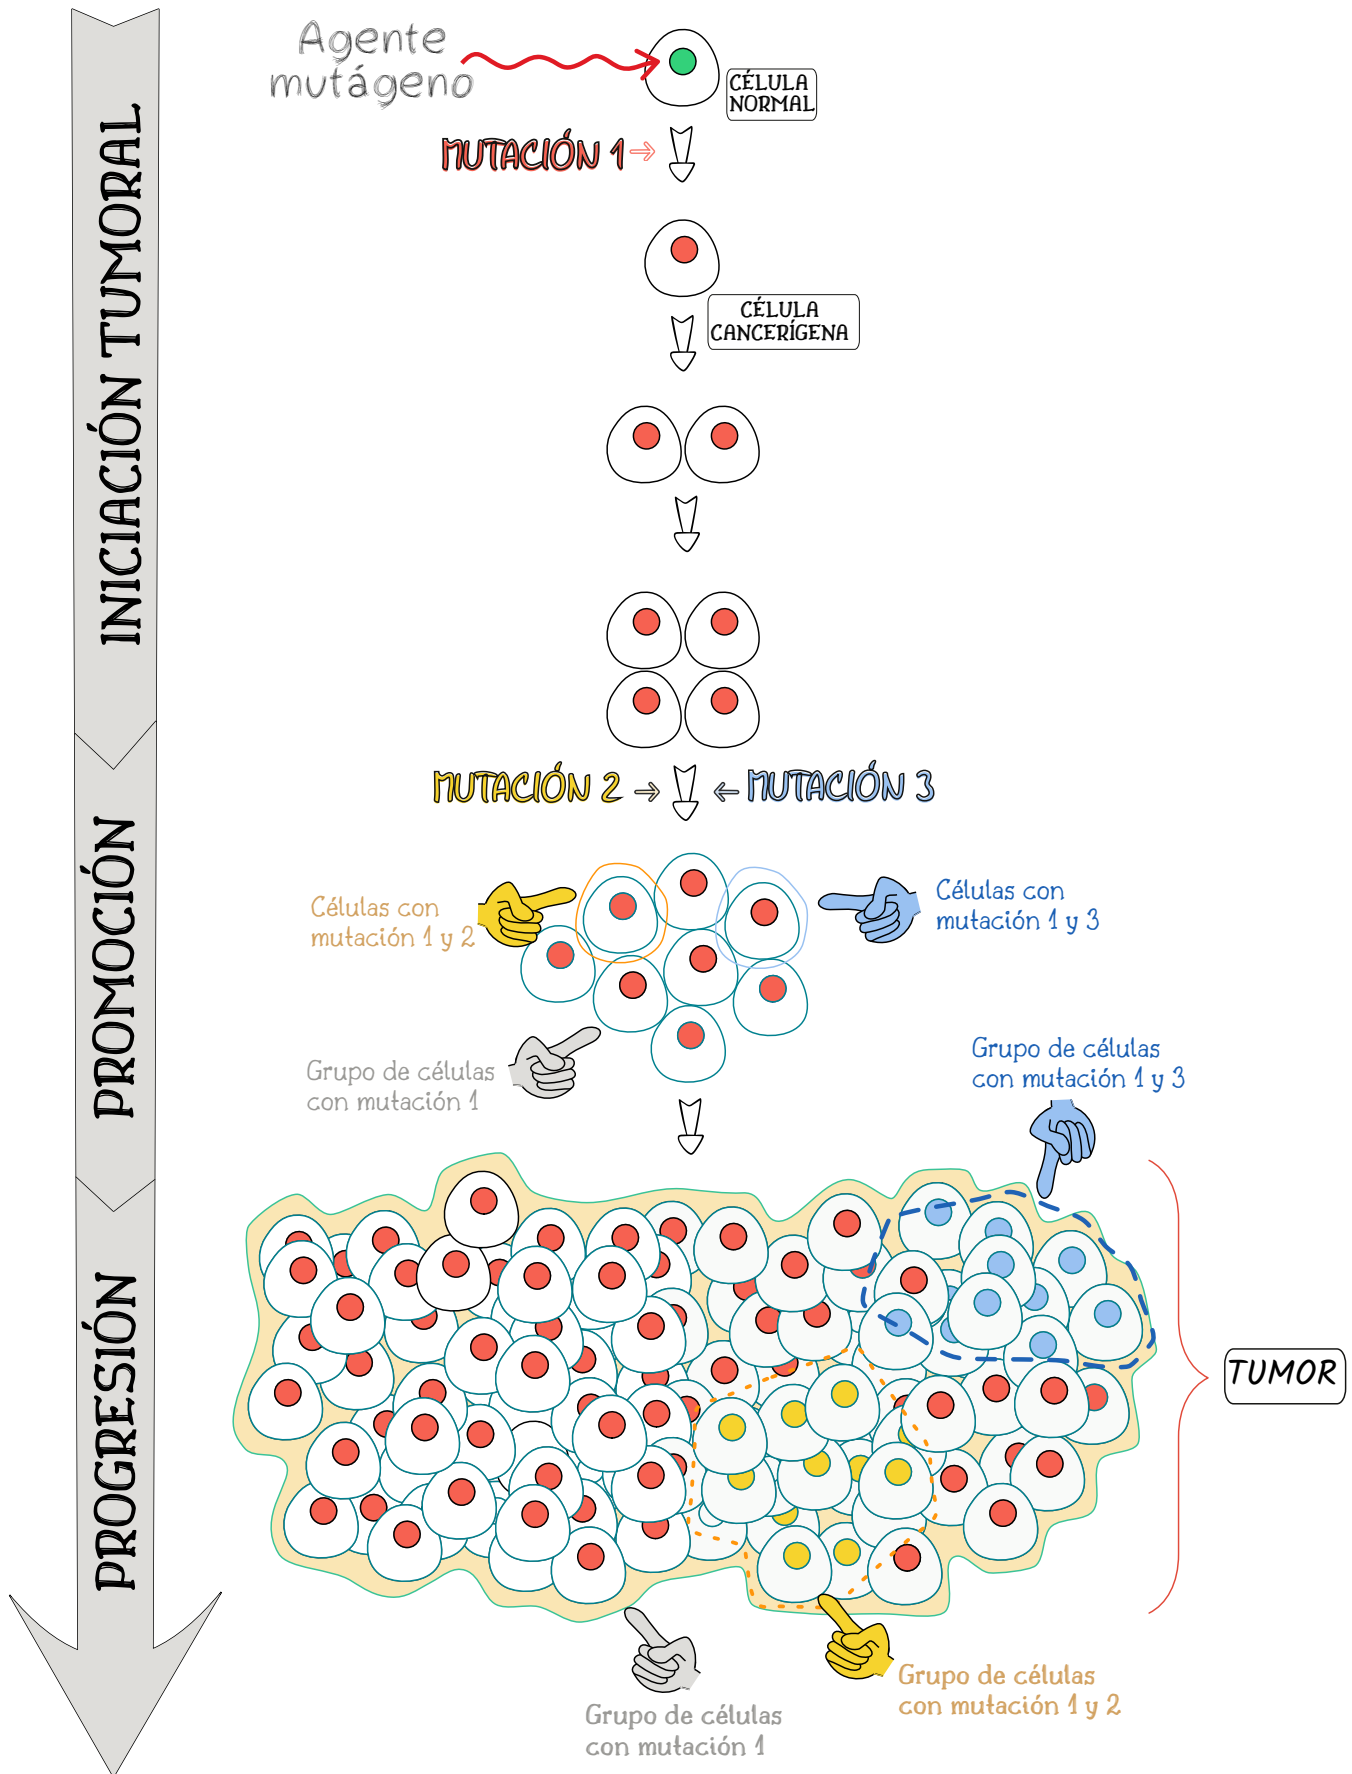 Agente
mutágeno
CÉLULA
NORMAL
MUTACIÓN 1
INICIACIÓN TUMORAL
CÉLULA
CANCERÍGENA
MUTACIÓN 2
MUTACIÓN 3
PROMOCIÓN
Células con
mutación 1 y 2
Células con
mutación 1 y 3
Grupo de células
con mutación 1
Grupo de células
con mutación 1 y 3
PROGRESIÓN
TUMOR
Grupo de células
con mutación 1 y 2
Grupo de células
con mutación 1